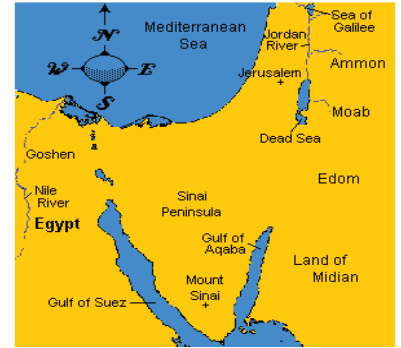 N
W
E
S
Mediterranean
Sea
Sea of
Galilee
Jordan
River
Ammon
Jerusalem
Moab
Dead Sea
Goshen
Edom
Nile
River
Sinai
Peninsula
Egypt
Gulf of
Aqaba
Land of
Midian
Mount
Sinai
Gulf of Suez